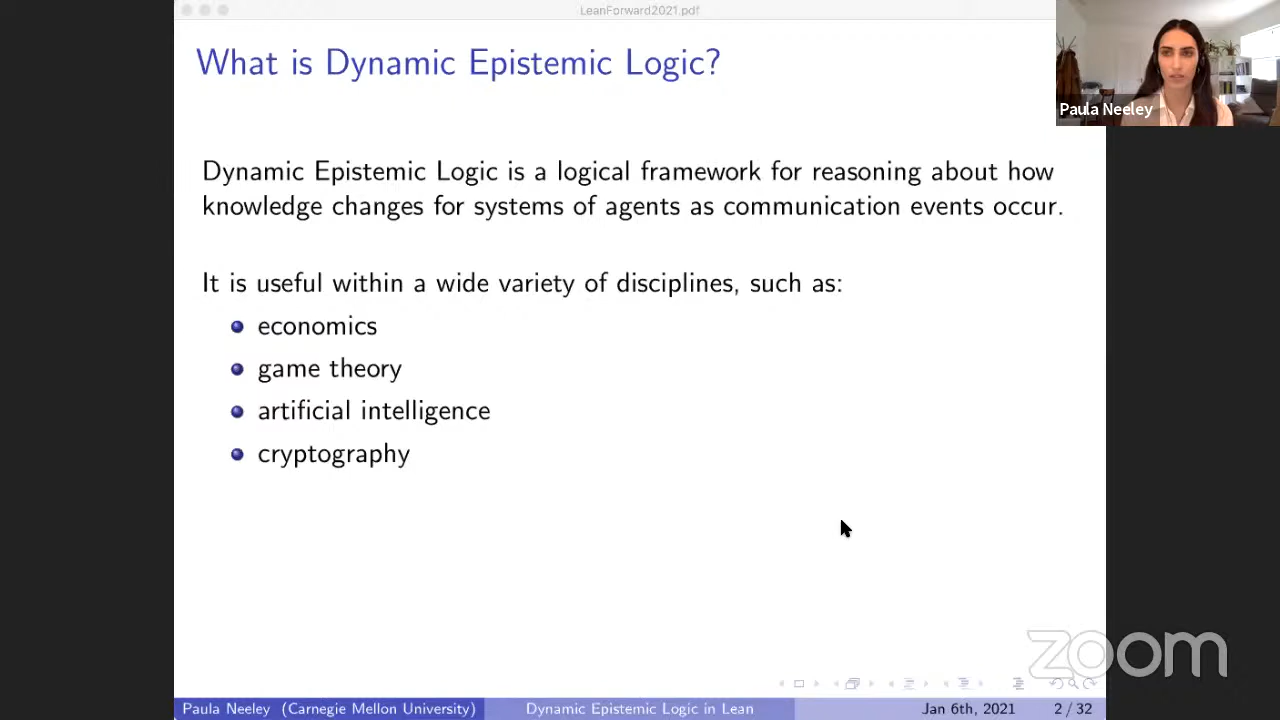 LeanForward2021.pdf
What is Dynamic Epistemic Logic?
Paula Neeley
Dynamic Epistemic Logic is a logical framework for reasoning about how
knowledge changes for systems of agents as communication events occur.
It is useful within a wide variety of disciplines, such as:
economics
game theory
artificial intelligence
cryptography
zoom
Paula Neeley (Carnegie Mellon University) Dynamic Epistemic Logic in Lean Jan 6th, 2021 2 / 32